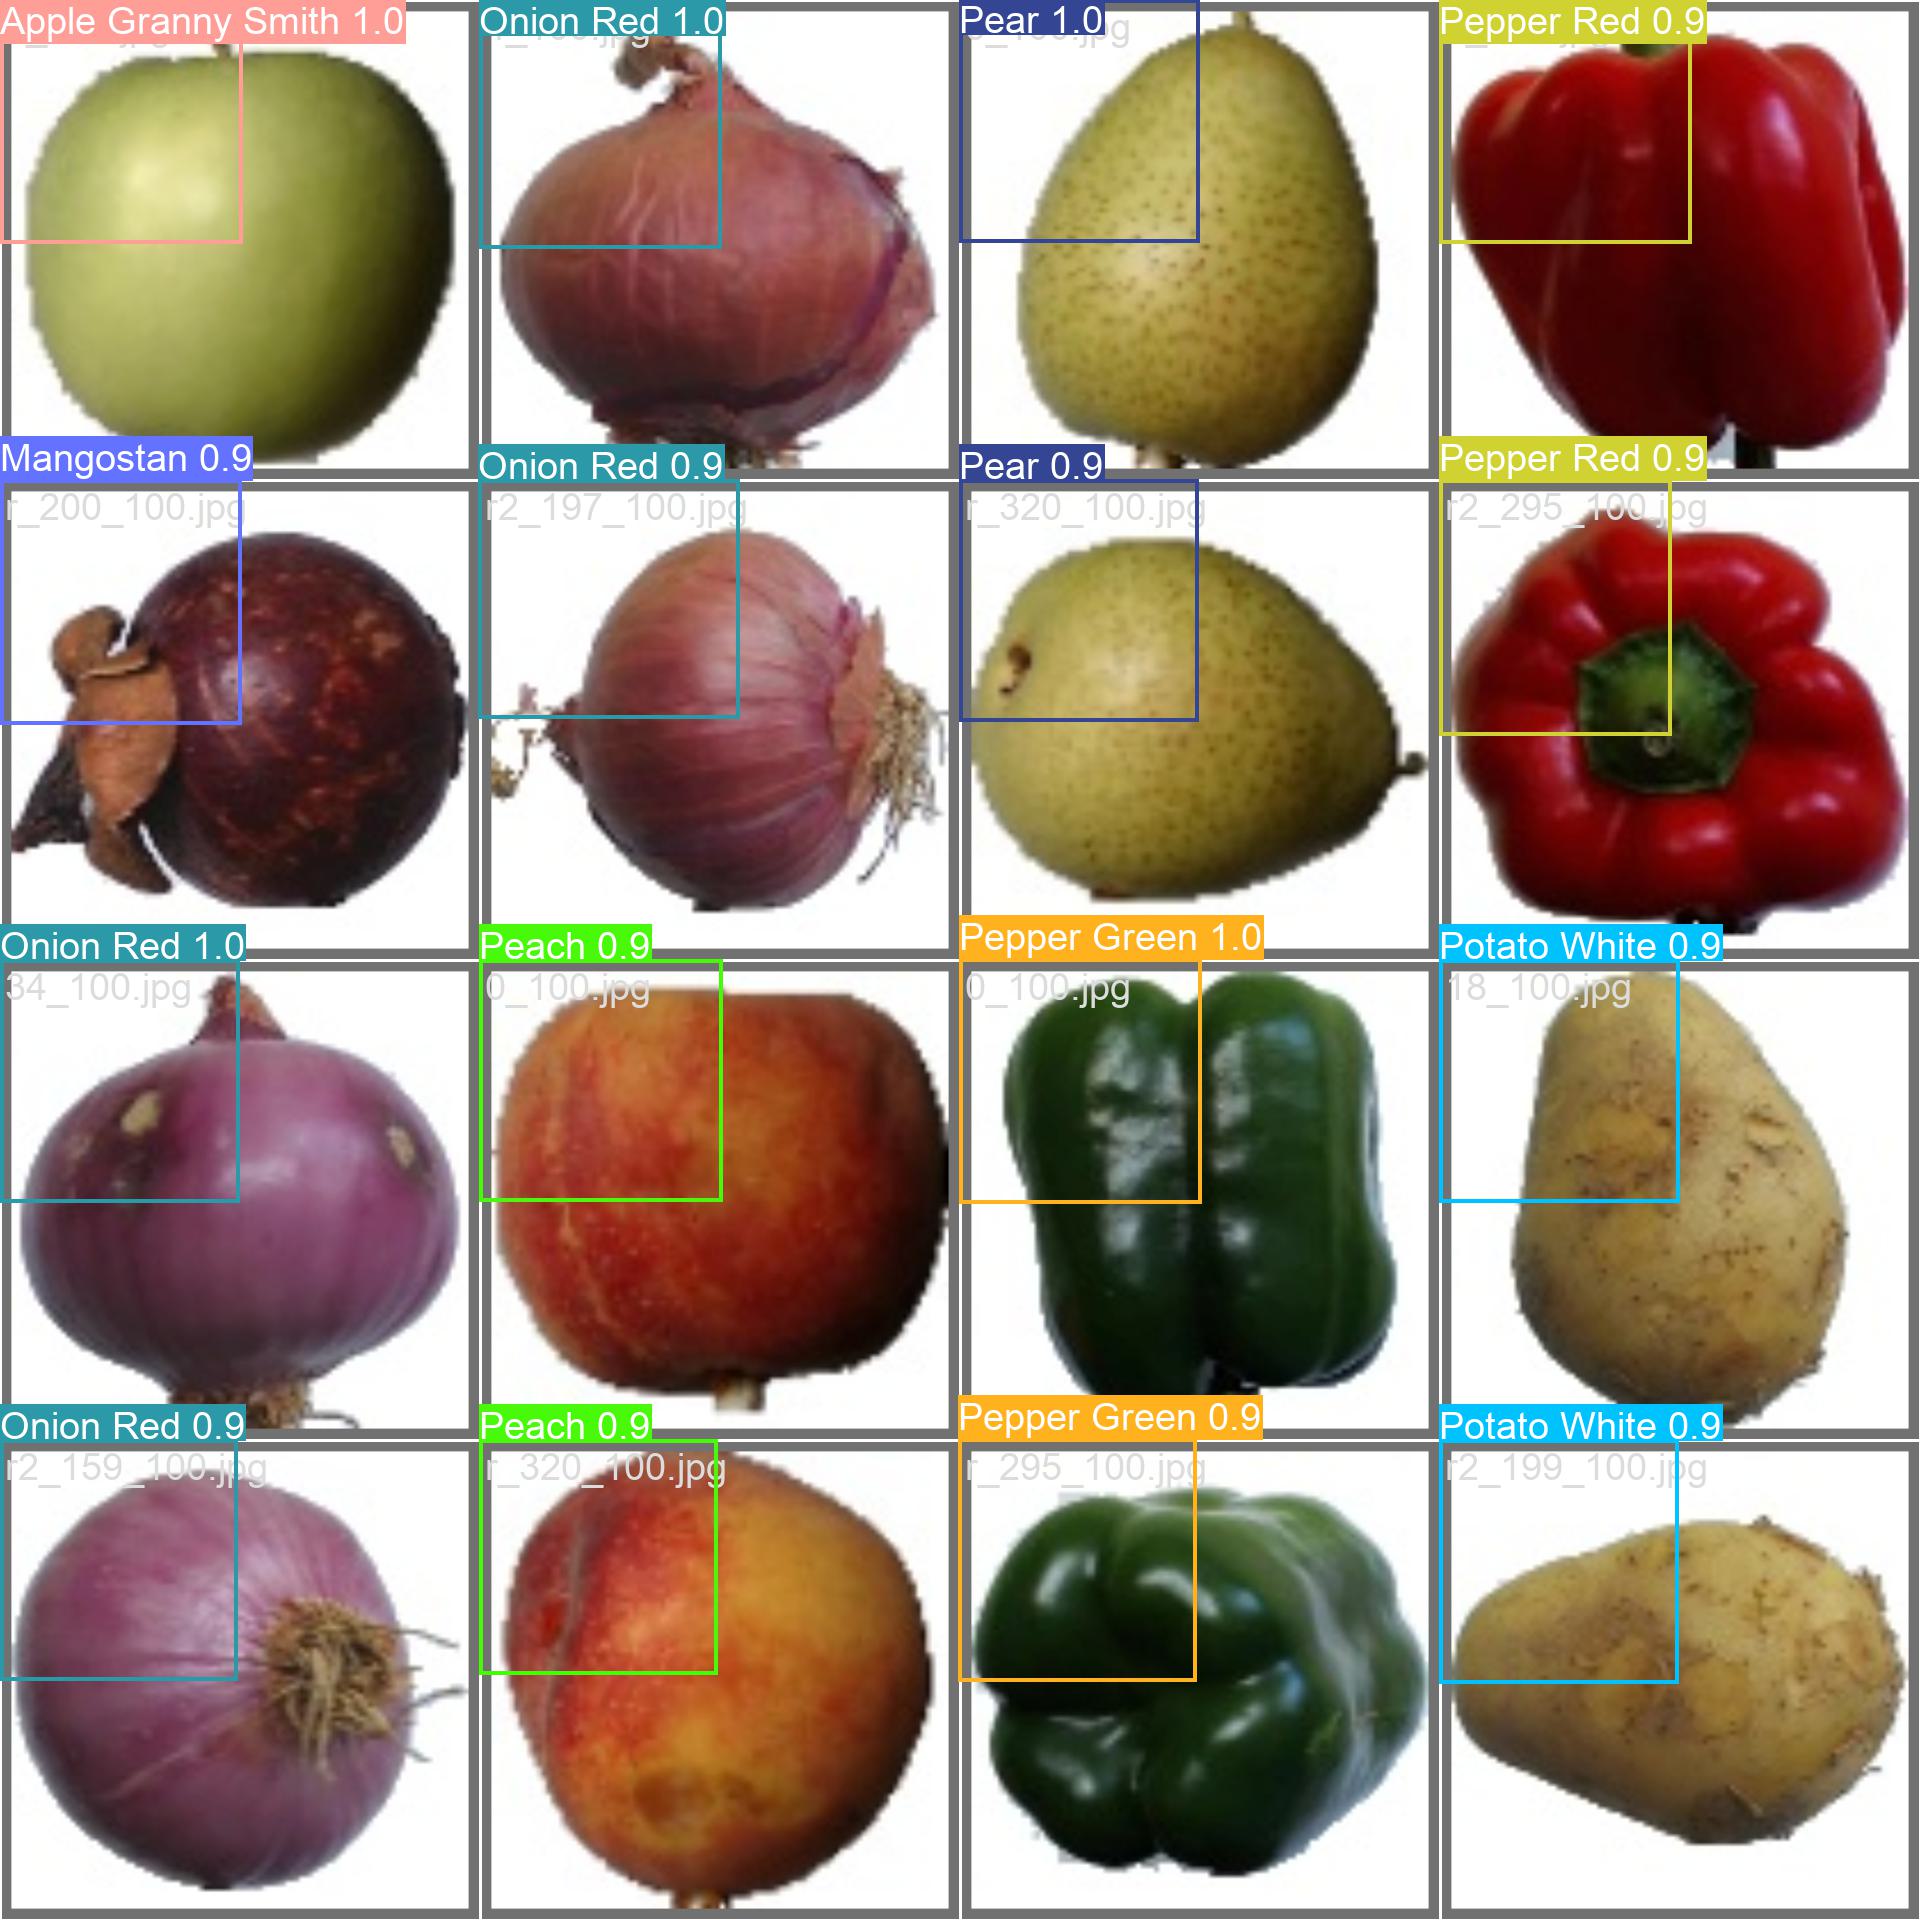 Apple Granny Smith 1.0
Onion Red 1.0
Pear 1.0
Pepper Red 0.9
Mangostan 0.9
Onion Red 0.9
Pear 0.9
Pepper Red 0.9
r_200_100.jpg
r2_197_100.jpg
r_320_100.jpg
r2_295_100.jpg
Onion Red 1.0
Peach 0.9
Pepper Green 1.0
Potato White 0.9
34_100.jpg
0_100.jpg
0_100.jpg
18_100.jpg
Onion Red 0.9
Peach 0.9
Pepper Green 0.9
Potato White 0.9
r2_159_100.jpg
r_320_100.jpg
r_295_100.jpg
r2_199_100.jpg